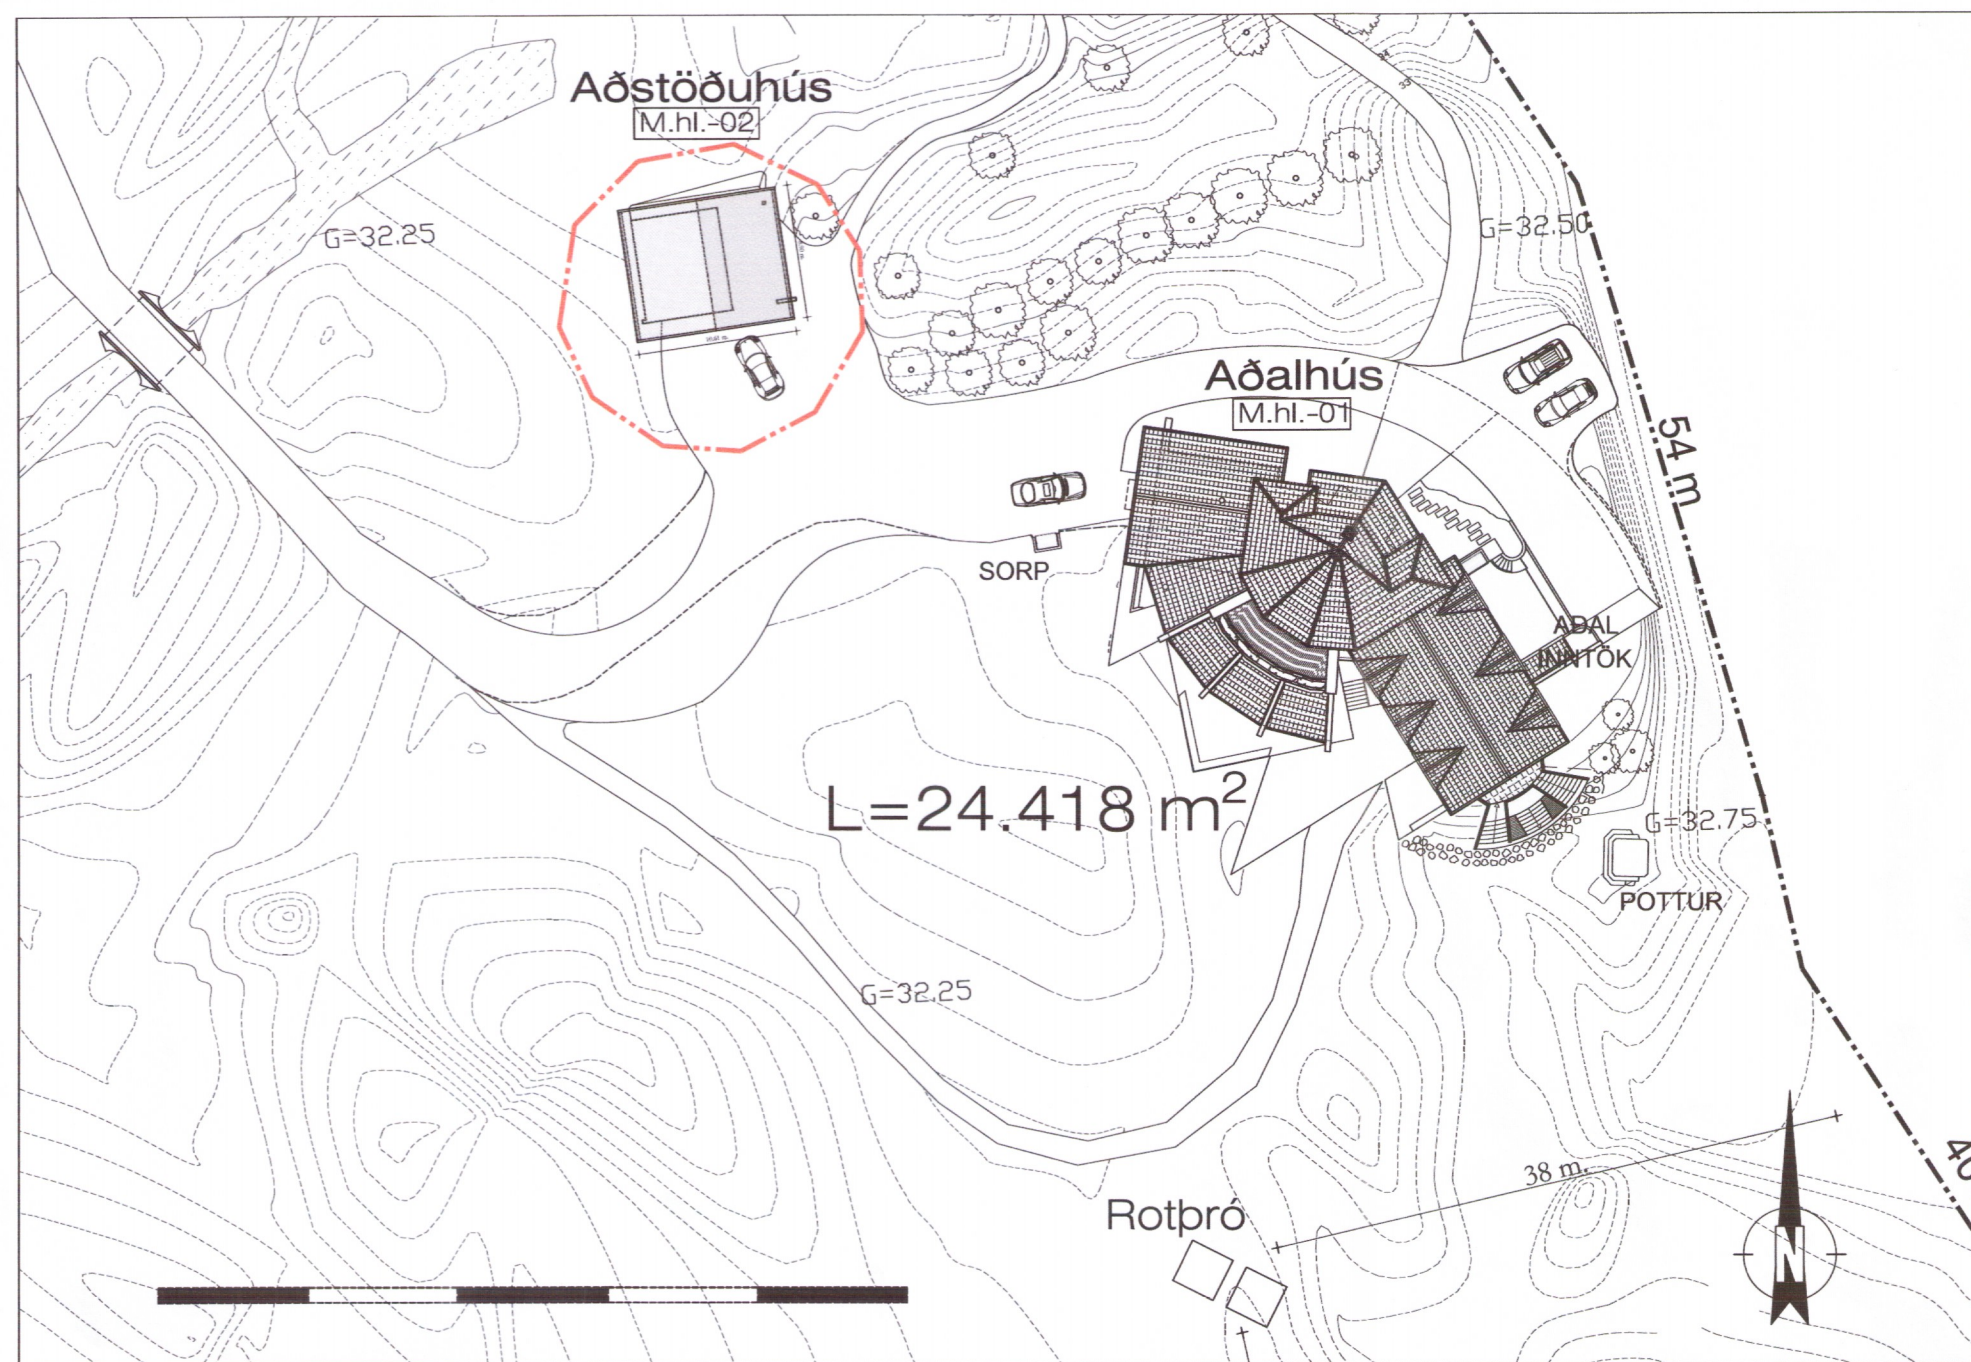 Aðstöðuhús
M.hl.-02
G=32.25
G=32.50
Aðalhús
M.hl.-01
54 m
SORP
AÐAL
INNTÖK
L=24.418 m²
G=32.75
POTTUR
G=32.25
38 m.
Rotþró
N